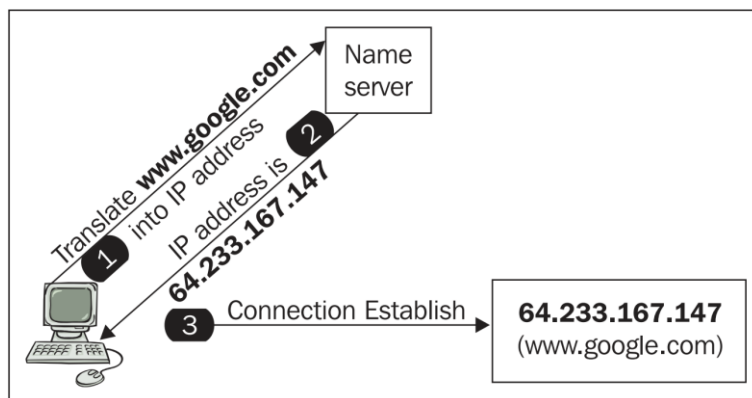 Name
server
Translate www.google.com
1 into IP address
IP address is 2
64.233.167.147
3 Connection Establish
64.233.167.147
(www.google.com)